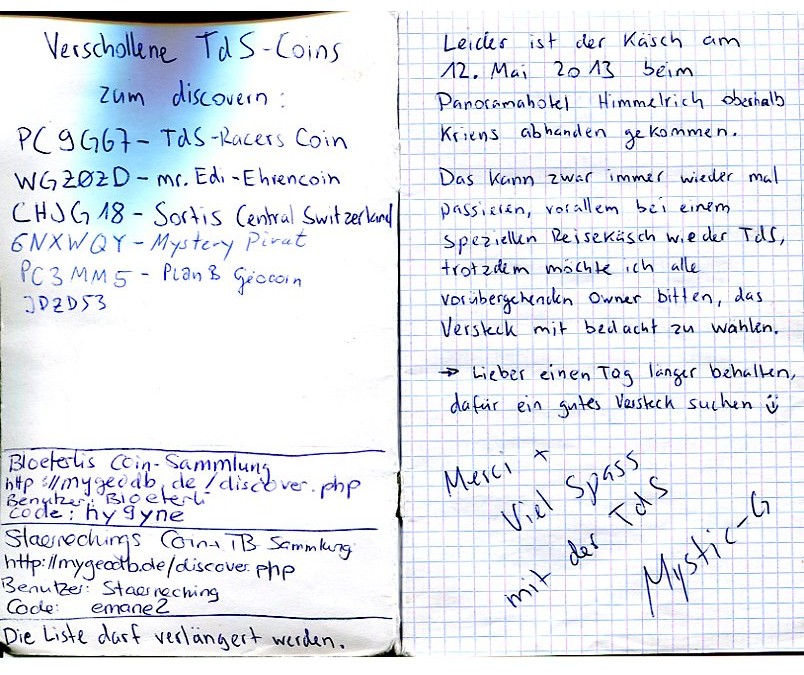 Verschollene TdS-Coins
zum discovern:
PC9G67 - TdS-Racers Coin
WGZ0ZD - mr. Edi - Ehrencoin
CHJG18 - Sortis Central Switzerland
6NXWQY - Mystery Pirat
PC3MM5 - Plan B Geocoin
JDZD53
Bloeterlis Coin-Sammlung
http://mygeodb.de/discover.php
Benutzer: Bloeterli
Code: hygyne
Staernechings Coin+TB Sammlung
http://mygeodb.de/discover.php
Benutzer: Staerneching
Code: emane2
Die Liste darf verlängert werden.
Leider ist der Käsch am
12. Mai 2013 beim
Panoramahotel Himmelrich oberhalb
Kriens abhanden gekommen.
Das kann zwar immer wieder mal
passieren, vorallem bei einem
speziellen Reisekäsch wie der TdS,
trotzdem möchte ich alle
vorübergehenden Owner bitten, das
Versteck mit bedacht zu wählen.
→ Lieber einen Tag länger behalten,
dafür ein gutes Versteck suchen ☺
Merci +
Viel Spass
mit der TdS
Mystic_G